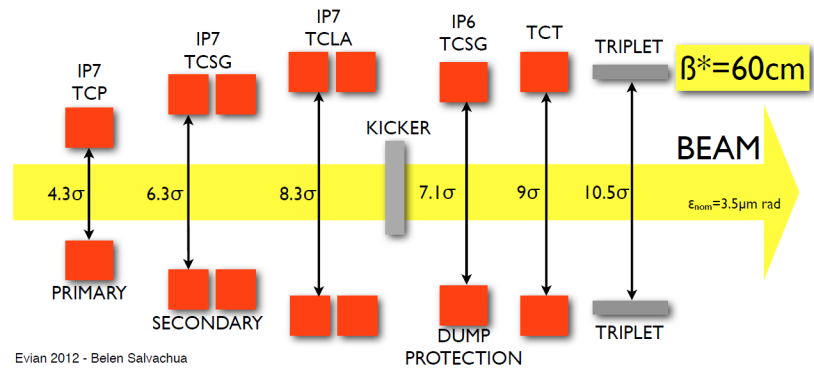 IP7
TCP
IP7
TCSG
IP7
TCLA
IP6
TCSG
TCT
TRIPLET
ß*=60cm
KICKER
BEAM
4.3σ
6.3σ
8.3σ
7.1σ
9σ
10.5σ
εnom=3.5μm rad
PRIMARY
SECONDARY
DUMP
PROTECTION
TRIPLET
Evian 2012 - Belen Salvachua